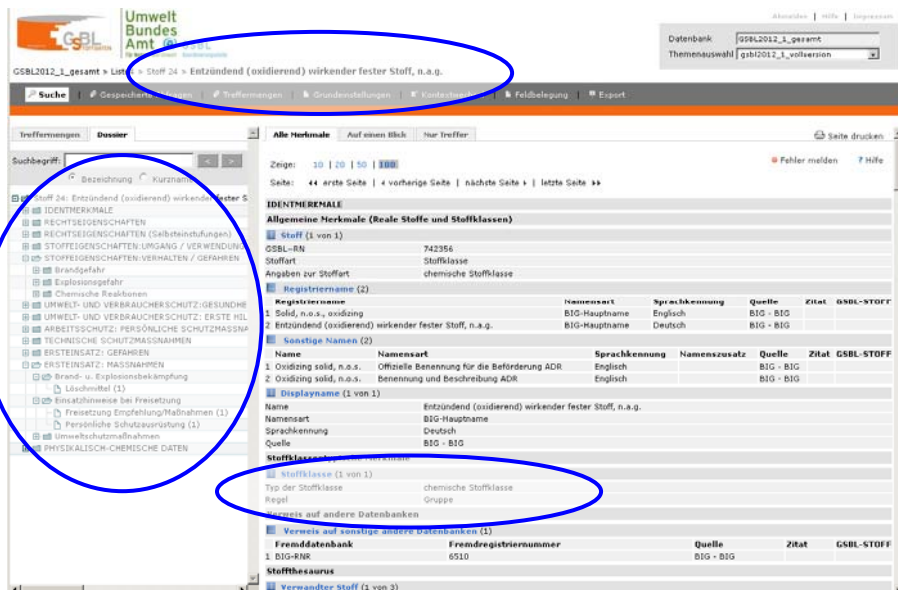 Abmelden | Hilfe | Impressum
GSBL
STOFFDATEN
Umwelt
Bundes
Amt
GSBL
Datenbank GSBL2012_1_gesamt
Themenauswahl gsbl2012_1_vollversion
GSBL2012_1_gesamt » Liste » Stoff 24 » Entzündend (oxidierend) wirkender fester Stoff, n.a.g.
Suche | Gespeicherte Abfragen | Treffermengen | Grundeinstellungen | Kontextwechsel | Feldbelegung | Export
Treffermengen Dossier
Suchbegriff: < >
Bezeichnung Kurzname
Stoff 24: Entzündend (oxidierend) wirkender fester S
IDENTMERKMALE
RECHTSEIGENSCHAFTEN
RECHTSEIGENSCHAFTEN (Selbsteinstufungen)
STOFFEIGENSCHAFTEN:UMGANG / VERWENDUNG
STOFFEIGENSCHAFTEN:VERHALTEN / GEFAHREN
Brandgefahr
Explosionsgefahr
Chemische Reaktionen
UMWELT- UND VERBRAUCHERSCHUTZ:GESUNDHE
UMWELT- UND VERBRAUCHERSCHUTZ: ERSTE HIL
ARBEITSSCHUTZ: PERSÖNLICHE SCHUTZMASSNA
TECHNISCHE SCHUTZMASSNAHMEN
ERSTEINSATZ: GEFAHREN
ERSTEINSATZ: MASSNAHMEN
Brand- u. Explosionsbekämpfung
Löschmittel (1)
Einsatzhinweise bei Freisetzung
Freisetzung Empfehlung/Maßnahmen (1)
Persönliche Schutzausrüstung (1)
Umweltschutzmaßnahmen
PHYSIKALISCH-CHEMISCHE DATEN
Alle Merkmale Auf einen Blick Nur Treffer
Seite drucken
Zeige: 10 | 20 | 50 | 100
Fehler melden ? Hilfe
Seite: erste Seite | vorherige Seite | nächste Seite | letzte Seite
IDENTMERKMALE
Allgemeine Merkmale (Reale Stoffe und Stoffklassen)
Stoff (1 von 1)
GSBL-RN 742356
Stoffart Stoffklasse
Angaben zur Stoffart chemische Stoffklasse
Registriername (2)
Registriername Namensart Sprachkennung Quelle Zitat GSBL-STOFF
1 Solid, n.o.s., oxidizing BIG-Hauptname Englisch BIG - BIG
2 Entzündend (oxidierend) wirkender fester Stoff, n.a.g. BIG-Hauptname Deutsch BIG - BIG
Sonstige Namen (2)
Name Namensart Sprachkennung Namenszusatz Quelle Zitat GSBL-STOFF
1 Oxidizing solid, n.o.s. Offizielle Benennung für die Beförderung ADR Englisch BIG - BIG
2 Oxidizing solid, n.o.s. Benennung und Beschreibung ADR Englisch BIG - BIG
Displayname (1 von 1)
Name Entzündend (oxidierend) wirkender fester Stoff, n.a.g.
Namensart BIG-Hauptname
Sprachkennung Deutsch
Quelle BIG - BIG
Merkmale
Stoffklasse (1 von 1)
Typ der Stoffklasse chemische Stoffklasse
Regel Gruppe
Verweis auf andere Datenbanken
Verweis auf sonstige andere Datenbanken (1)
Fremddatenbank Fremdregistriernummer Quelle Zitat GSBL-STOFF
1 BIG-RNR 6510 BIG - BIG
Stoffthesaurus
Verwandter Stoff (1 von 3)